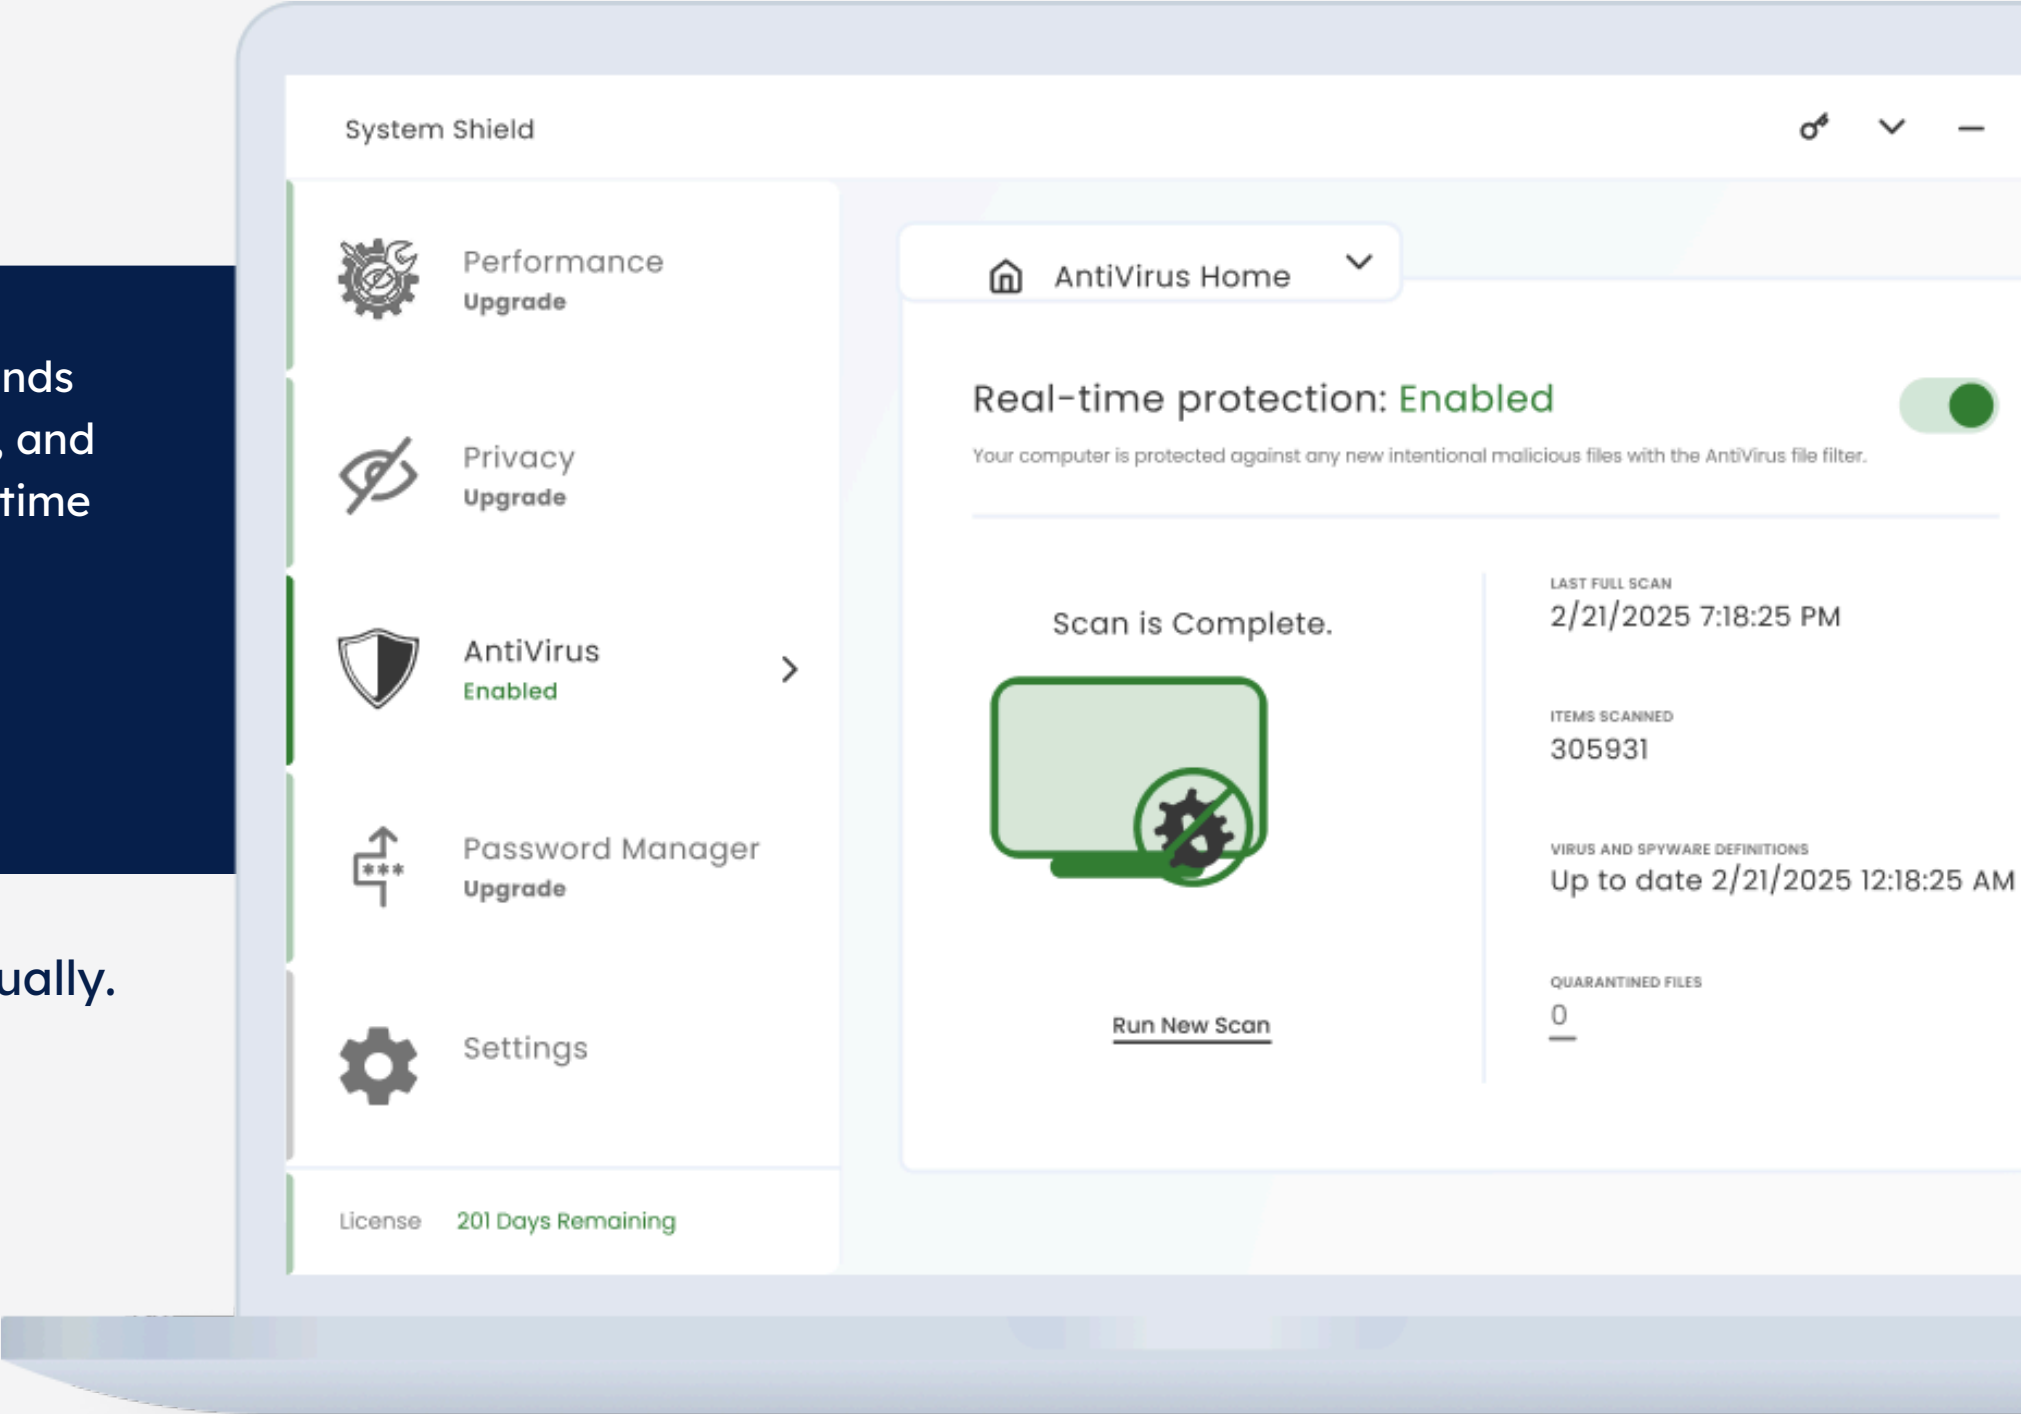 nds
, and
time
ually.
System Shield
Performance
Upgrade
Privacy
Upgrade
AntiVirus
Enabled
Password Manager
Upgrade
***
Settings
License 201 Days Remaining
AntiVirus Home
Real-time protection: Enabled
Your computer is protected against any new intentional malicious files with the AntiVirus file filter.
Scan is Complete.
Run New Scan
LAST FULL SCAN
2/21/2025 7:18:25 PM
ITEMS SCANNED
305931
VIRUS AND SPYWARE DEFINITIONS
Up to date 2/21/2025 12:18:25 AM
QUARANTINED FILES
0